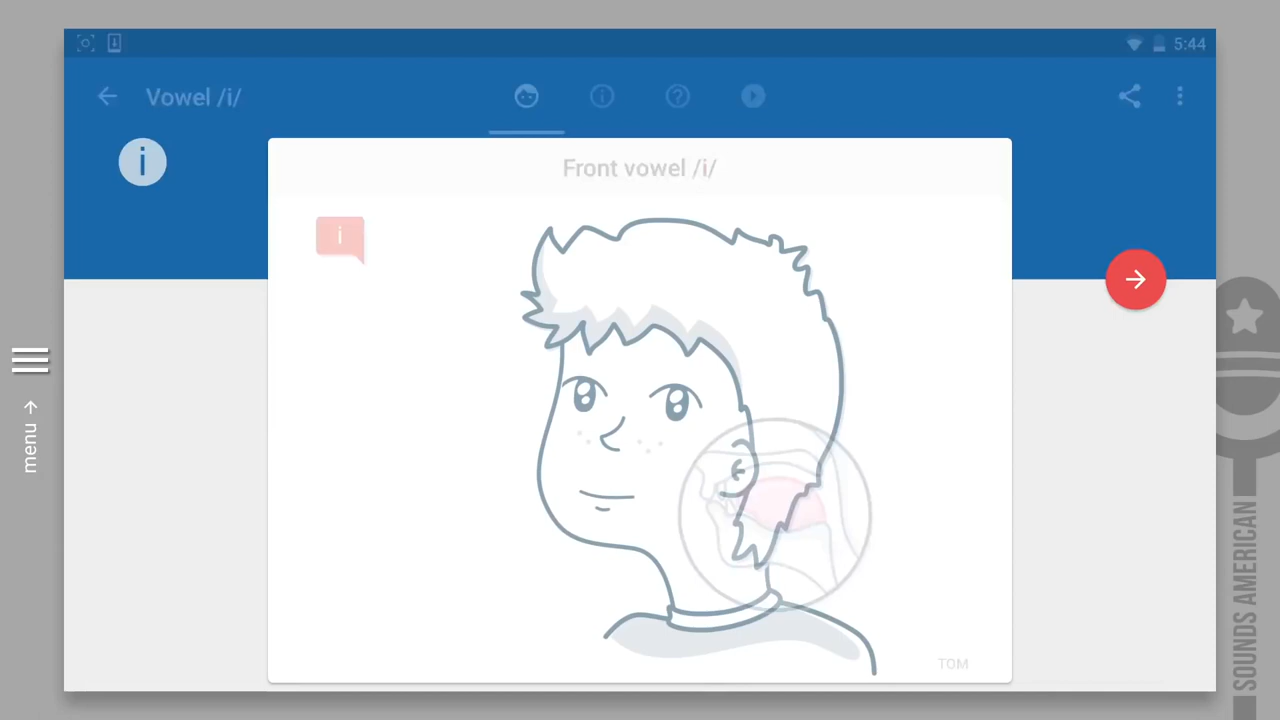 5:44
Vowel /i/
i
Front vowel /i/
i
menu →
TOM
SOUNDS AMERICAN